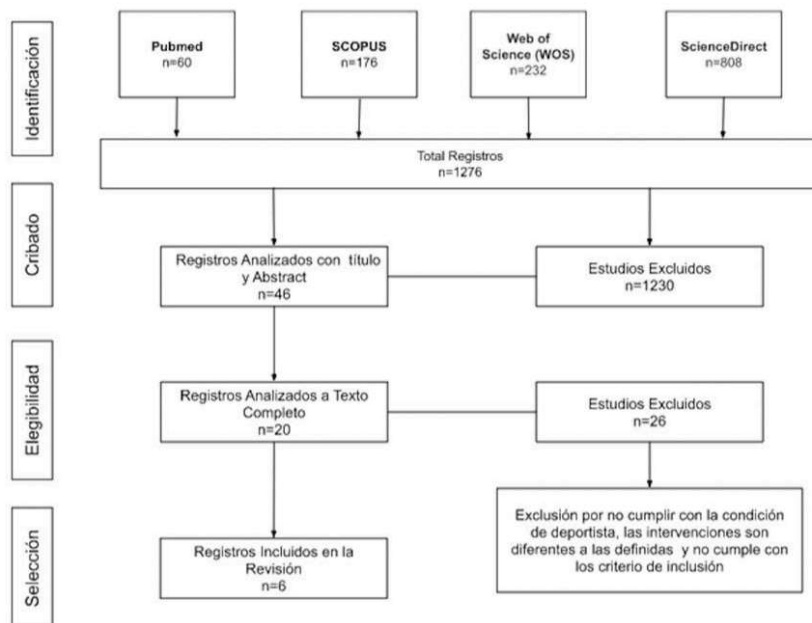 Identificación
Pubmed
n=60
SCOPUS
n=176
Web of
Science (WOS)
n=232
ScienceDirect
n=808
Total Registros
n=1276
Cribado
Registros Analizados con título
y Abstract
n=46
Estudios Excluidos
n=1230
Elegibilidad
Registros Analizados a Texto
Completo
n=20
Estudios Excluidos
n=26
Selección
Registros Incluidos en la
Revisión
n=6
Exclusión por no cumplir con la condición
de deportista, las intervenciones son
diferentes a las definidas y no cumple con
los criterio de inclusión